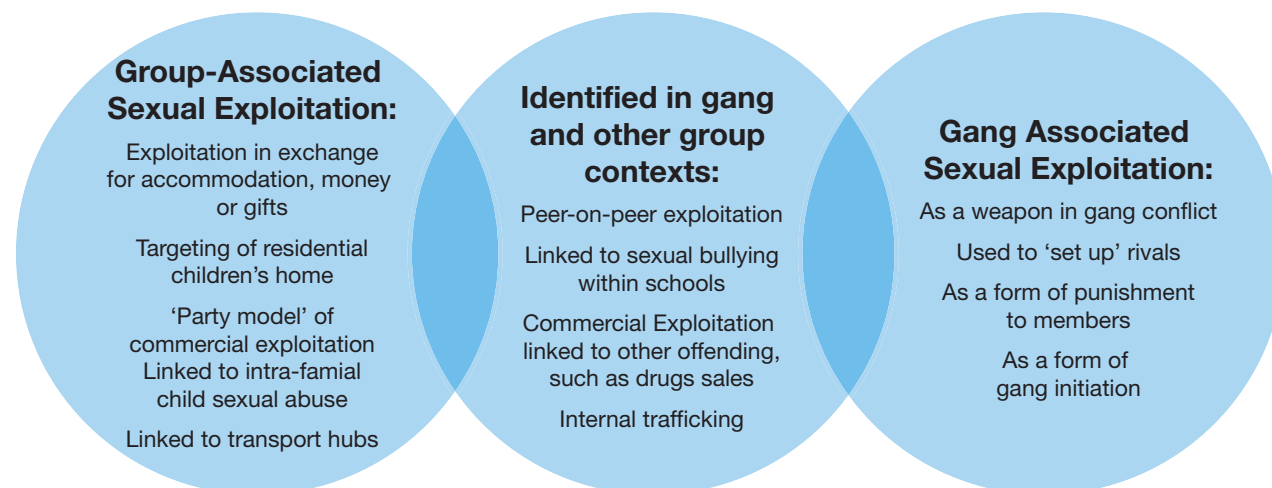 Group-Associated
Sexual Exploitation:
Exploitation in exchange
for accommodation, money
or gifts
Targeting of residential
children’s home
‘Party model’ of
commercial exploitation
Linked to intra-famial
child sexual abuse
Linked to transport hubs
Identified in gang
and other group
contexts:
Peer-on-peer exploitation
Linked to sexual bullying
within schools
Commercial Exploitation
linked to other offending,
such as drugs sales
Internal trafficking
Gang Associated
Sexual Exploitation:
As a weapon in gang conflict
Used to ‘set up’ rivals
As a form of punishment
to members
As a form of
gang initiation